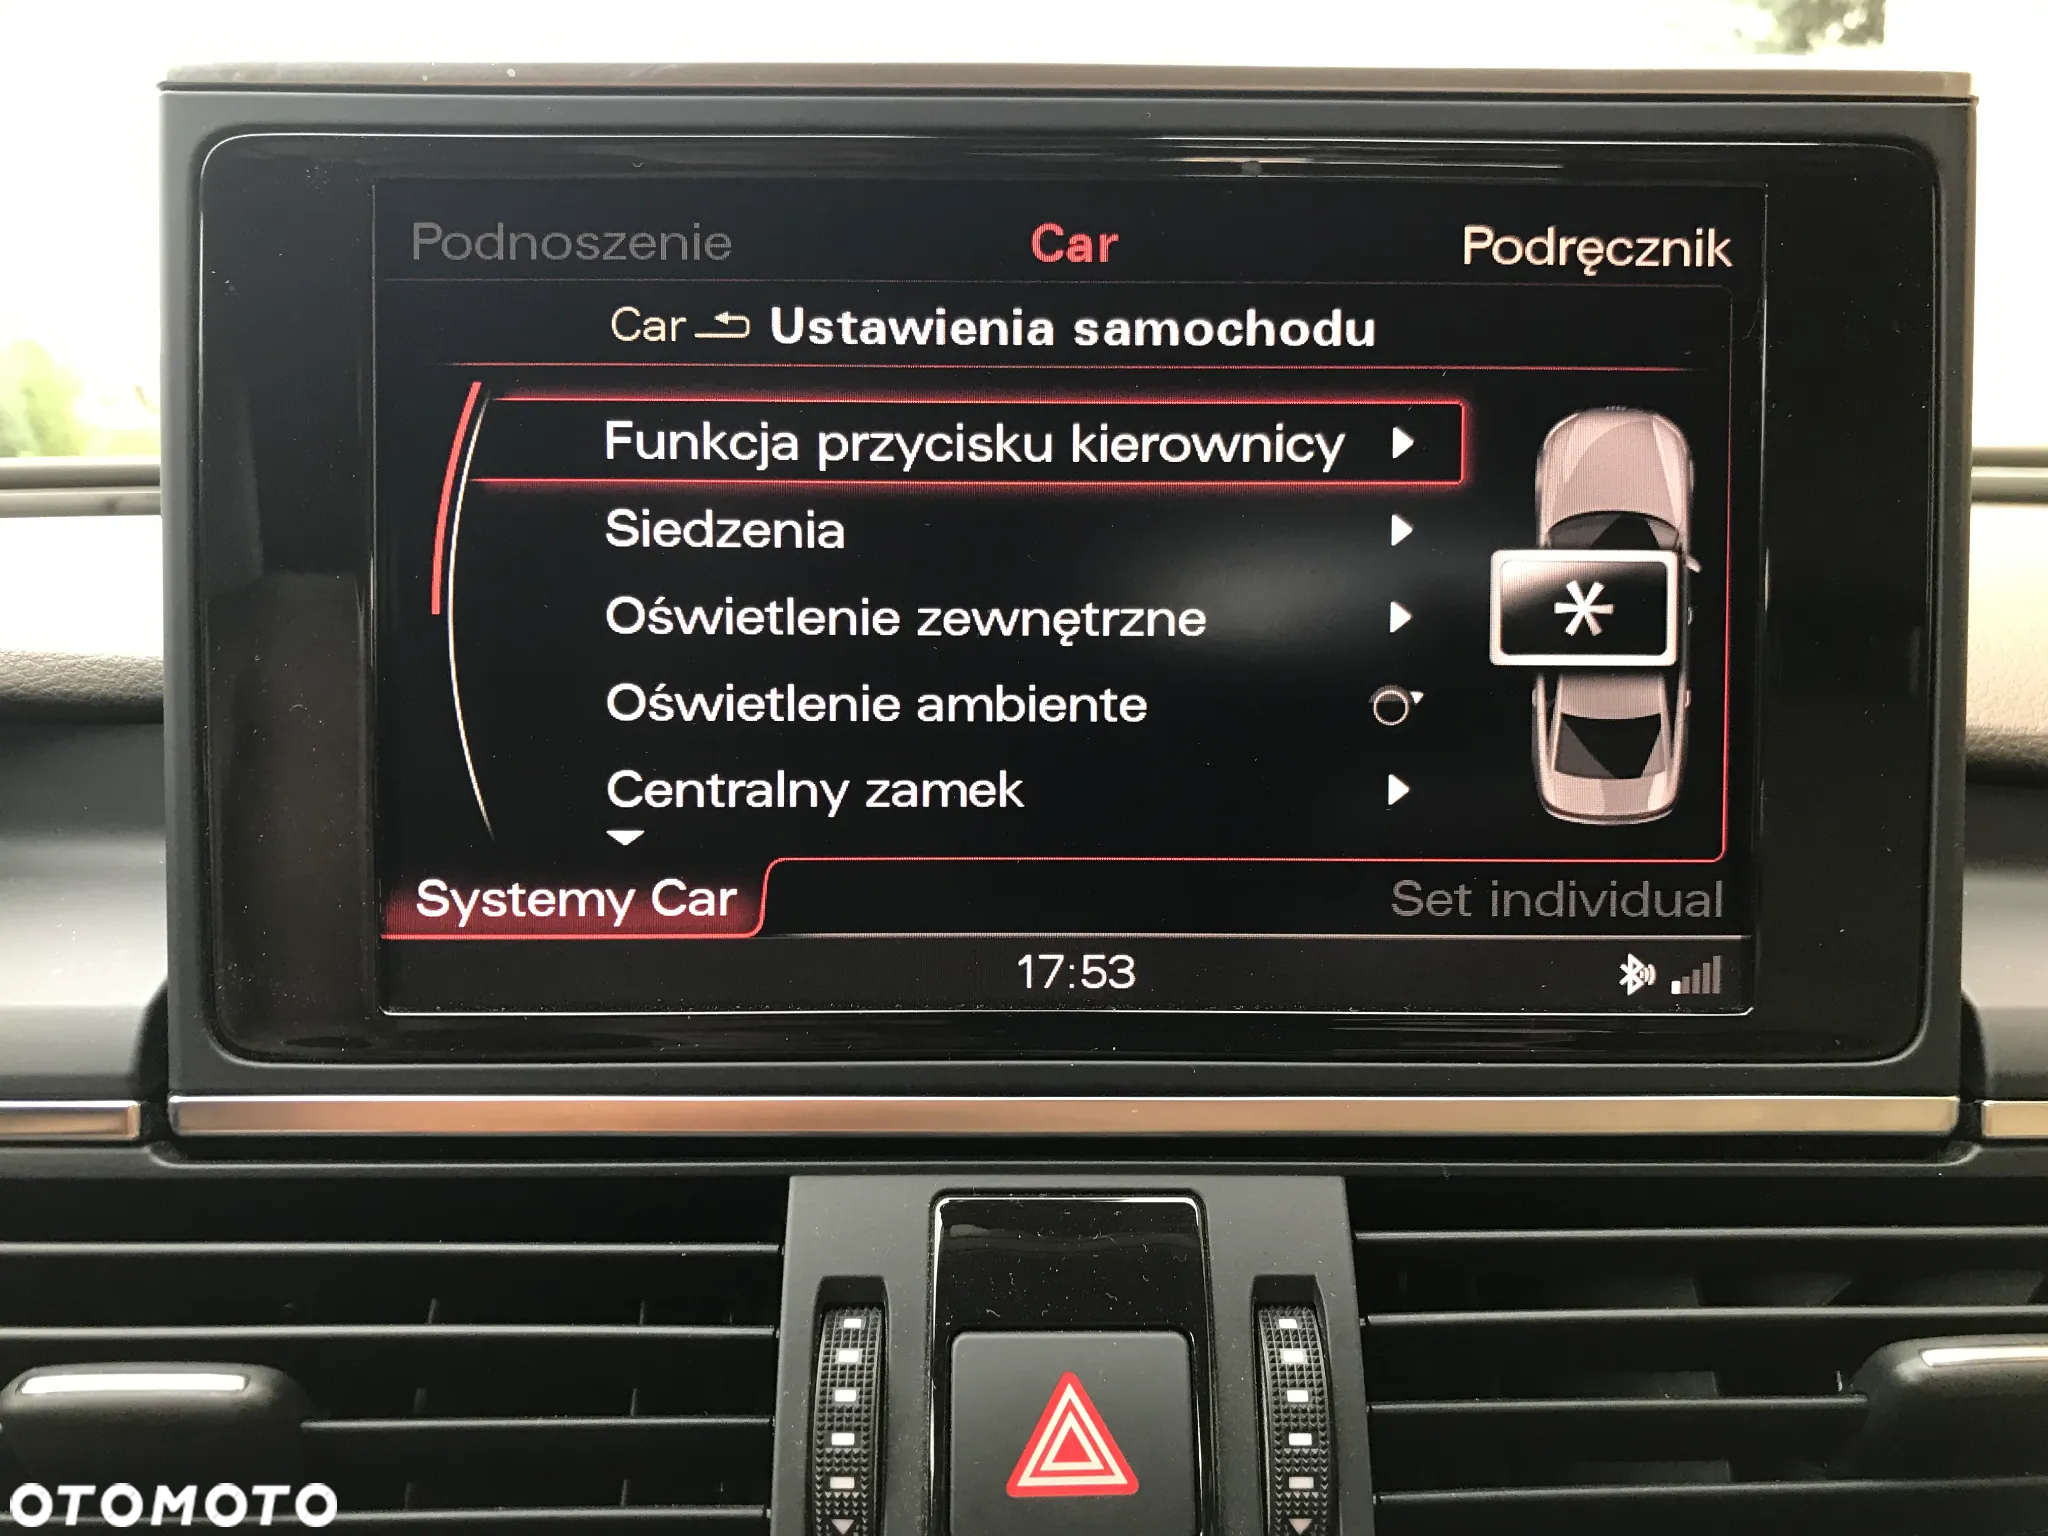 Podnoszenie Car Podręcznik
Car Ustawienia samochodu
Funkcja przycisku kierownicy
Siedzenia
Oświetlenie zewnętrzne
Oświetlenie ambiente
Centralny zamek
Systemy Car Set individual
17:53
OTOMOTO